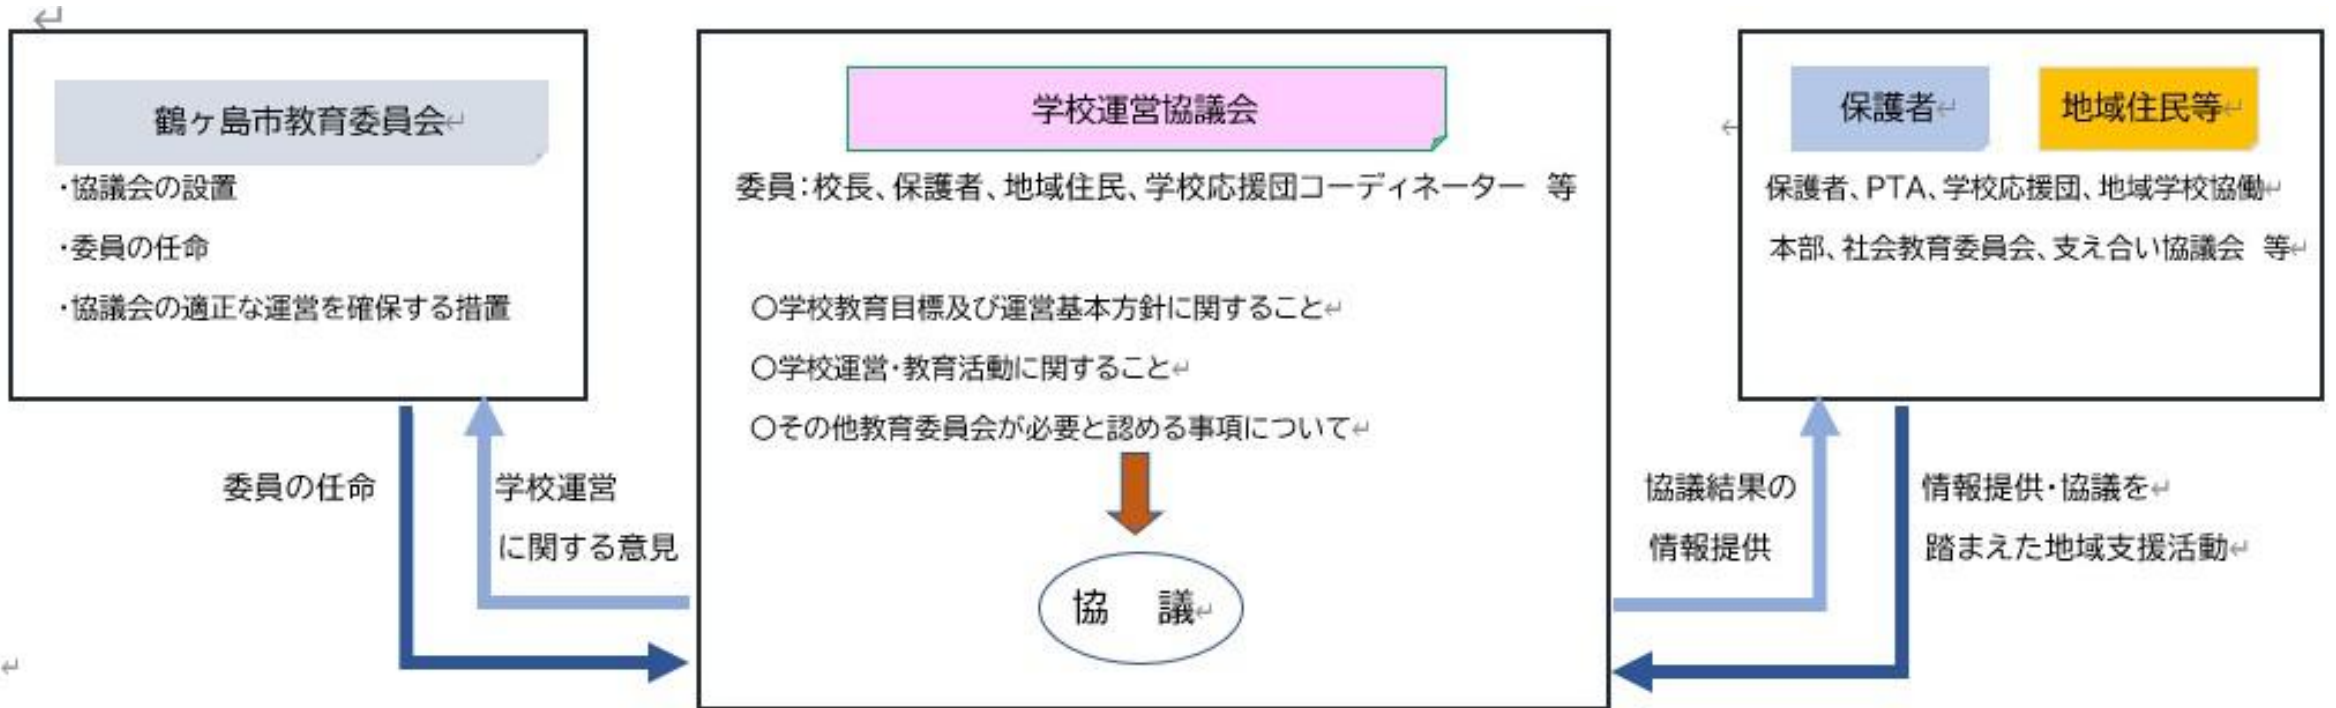 鶴ヶ島市教育委員会
・協議会の設置
・委員の任命
・協議会の適正な運営を確保する措置
委員の任命
学校運営
に関する意見
学校運営協議会
委員：校長、保護者、地域住民、学校応援団コーディネーター 等
〇学校教育目標及び運営基本方針に関すること
〇学校運営・教育活動に関すること
〇その他教育委員会が必要と認める事項について
協 議
保護者
地域住民等
保護者、PTA、学校応援団、地域学校協働
本部、社会教育委員会、支え合い協議会 等
協議結果の
情報提供
情報提供・協議を
踏まえた地域支援活動